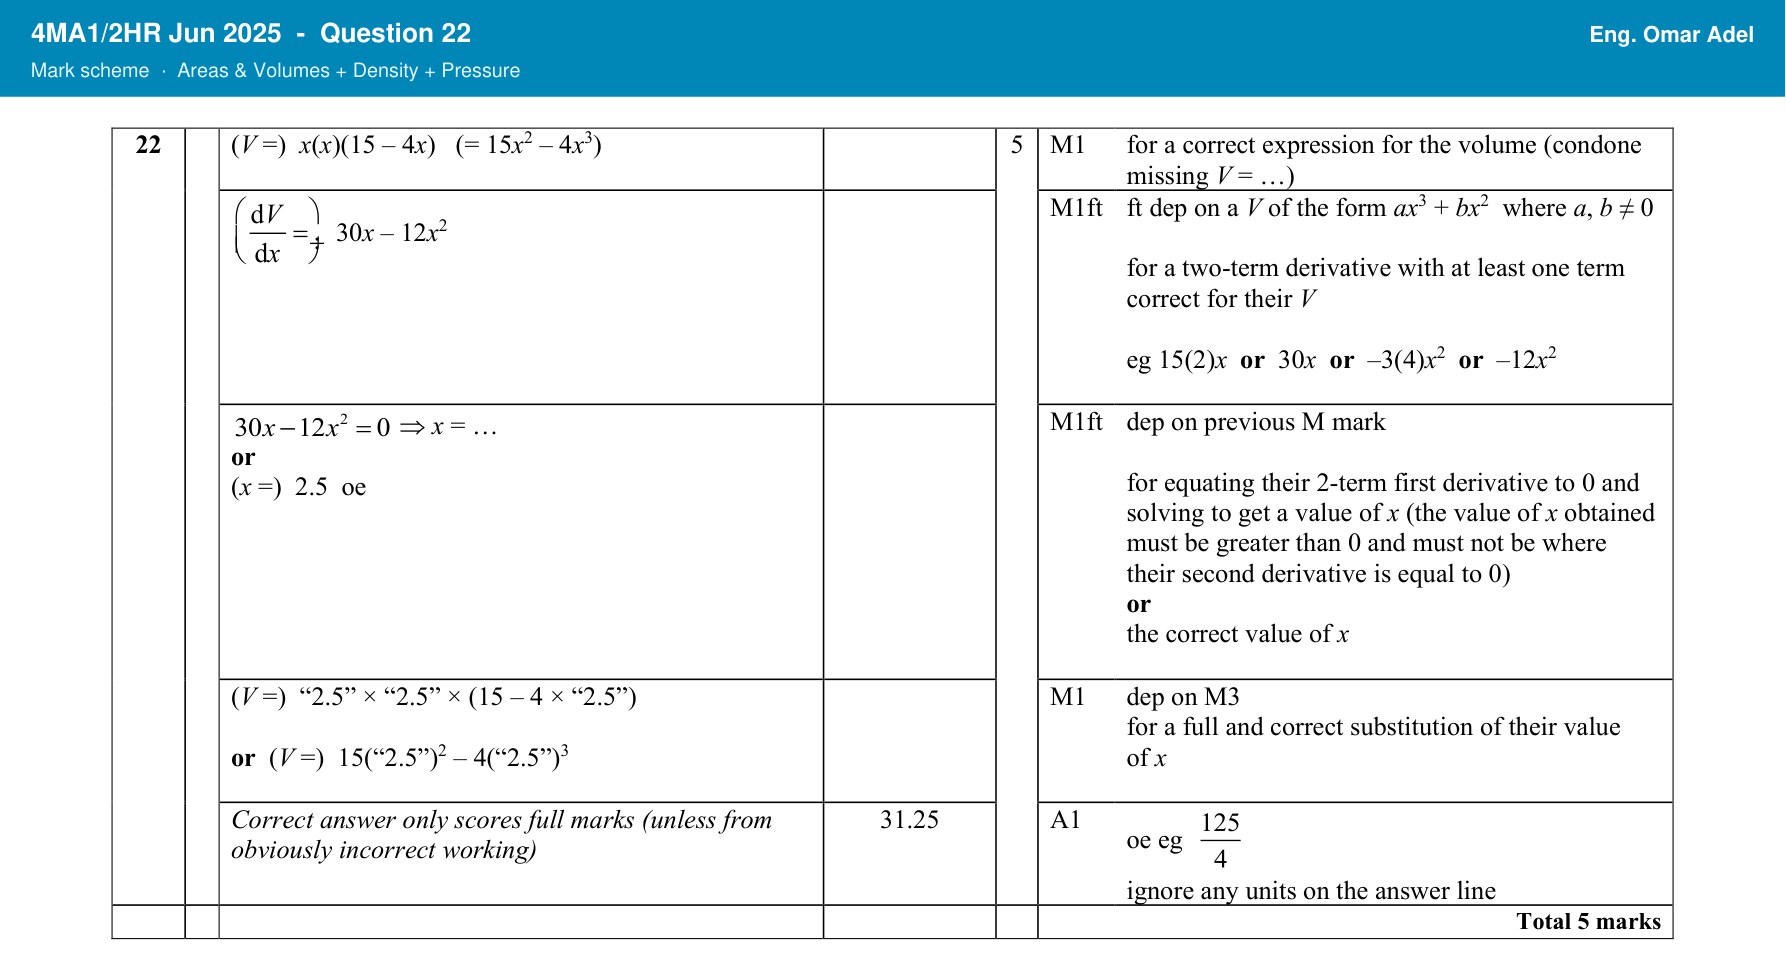 4MA1/2HR Jun 2025 - Question 22
Eng. Omar Adel
Mark scheme · Areas & Volumes + Density + Pressure
22
(V =) x(x)(15 – 4x) (= 15x² – 4x³)
5
M1 for a correct expression for the volume (condone
missing V = …)
(dV/dx =) 30x – 12x²
M1ft ft dep on a V of the form ax³ + bx² where a, b ≠ 0
for a two-term derivative with at least one term
correct for their V
eg 15(2)x or 30x or –3(4)x² or –12x²
30x – 12x² = 0 ⇒ x = …
or
(x =) 2.5 oe
M1ft dep on previous M mark
for equating their 2-term first derivative to 0 and
solving to get a value of x (the value of x obtained
must be greater than 0 and must not be where
their second derivative is equal to 0)
or
the correct value of x
(V =) “2.5” × “2.5” × (15 – 4 × “2.5”)
or (V =) 15(“2.5”)² – 4(“2.5”)³
M1 dep on M3
for a full and correct substitution of their value
of x
Correct answer only scores full marks (unless from
obviously incorrect working)
31.25
A1
oe eg 125/4
ignore any units on the answer line
Total 5 marks